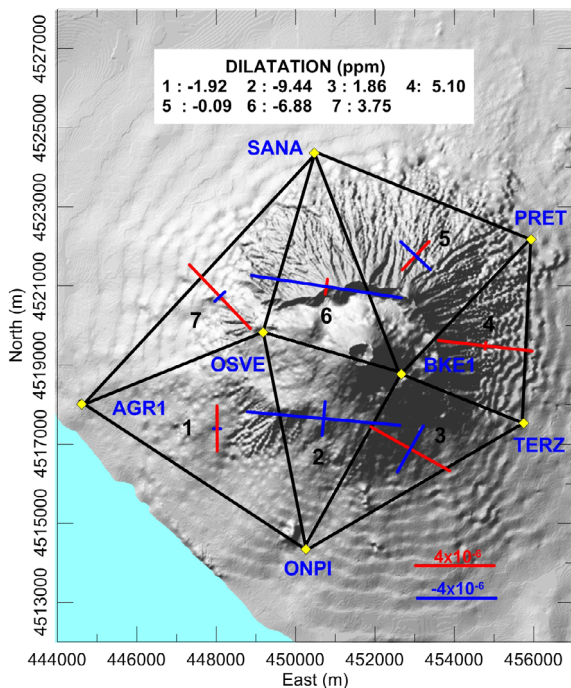 DILATATION (ppm)
1 : -1.92 2 : -9.44 3 : 1.86 4: 5.10
5 : -0.09 6 : -6.88 7 : 3.75
4527000
4525000
4523000
4521000
4519000
4517000
4515000
4513000
North (m)
SANA
PRET
5
6
7
4
OSVE
BKE1
AGR1
1
2
3
TERZ
ONPI
4x10-6
-4x10-6
444000 446000 448000 450000 452000 454000 456000
East (m)